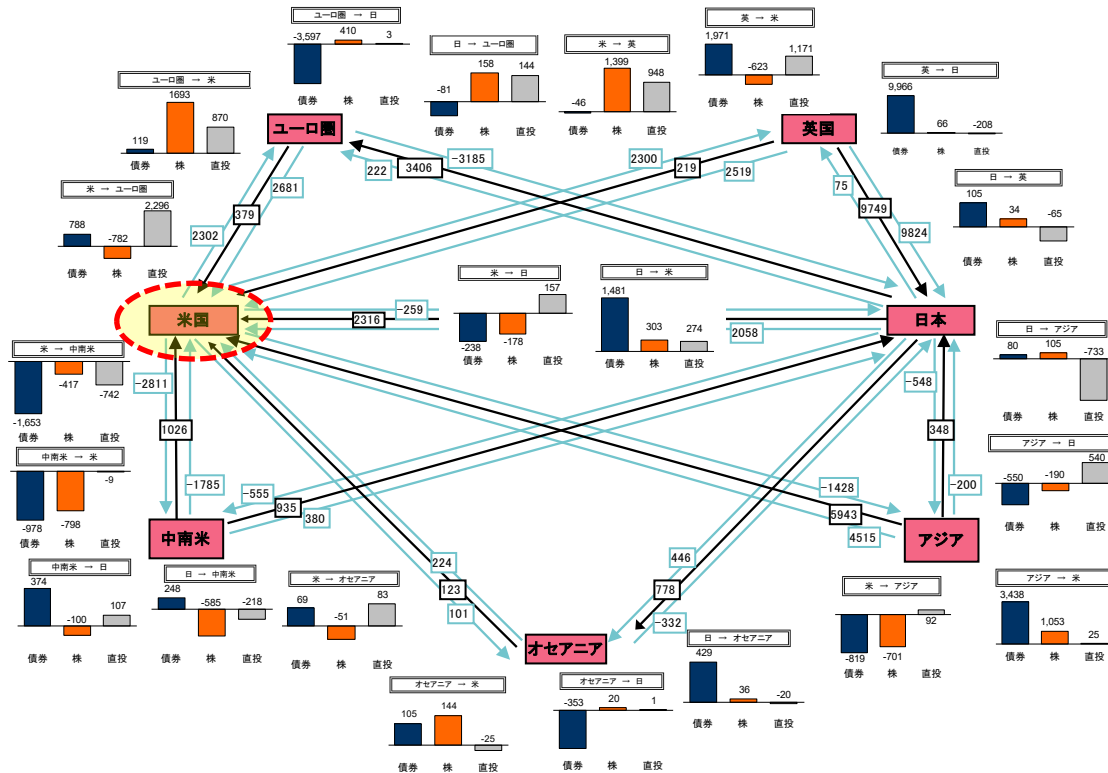 ユーロ圏 → 日
-3,597 410 3
債券 株 直投
日 → ユーロ圏
-81 158 144
債券 株 直投
米 → 英
-46 1,399 948
債券 株 直投
英 → 米
1,971 -623 1,171
債券 株 直投
英 → 日
9,966 66 -208
債券 株 直投
ユーロ圏 → 米
119 1693 870
債券 株 直投
ユーロ圏
英国
222
3406
-3185
2300
219
2519
75
9749
9824
日 → 英
105 34 -65
債券 株 直投
米 → ユーロ圏
788 -782 2,296
債券 株 直投
2302
379
2681
米国
-259
2316
2058
米 → 日
-238 -178 157
債券 株 直投
日 → 米
1,481 303 274
債券 株 直投
日本
日 → アジア
80 105 -733
債券 株 直投
米 → 中南米
-1,653 -417 -742
債券 株 直投
-2811
1026
-1785
-548
348
-200
中南米 → 米
-978 -798 -9
債券 株 直投
アジア → 日
-550 -190 540
債券 株 直投
中南米
-555
935
380
-1428
5943
4515
アジア
224
123
101
446
778
-332
オセアニア
中南米 → 日
374 -100 107
債券 株 直投
日 → 中南米
248 -585 -218
債券 株 直投
米 → オセアニア
69 -51 83
債券 株 直投
米 → アジア
-819 -701 92
債券 株 直投
アジア → 米
3,438 1,053 25
債券 株 直投
オセアニア → 米
105 144 -25
債券 株 直投
オセアニア → 日
-353 20 1
債券 株 直投
日 → オセアニア
429 36 -20
債券 株 直投